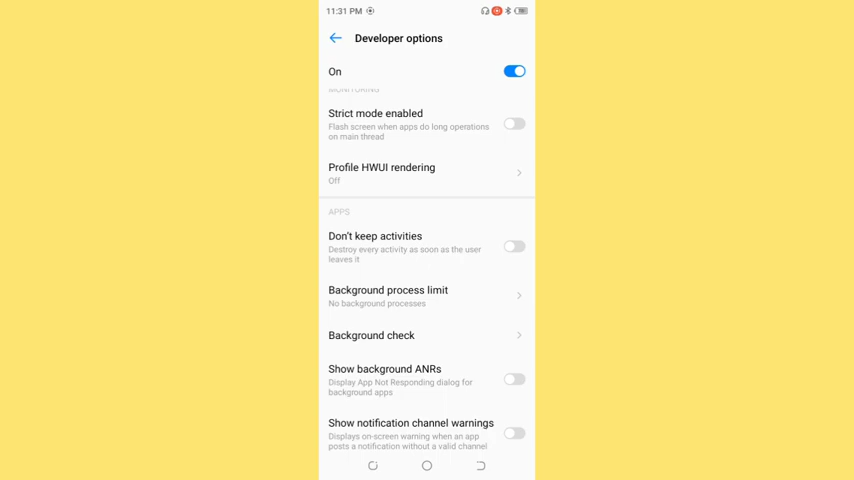 11:31 PM
Developer options
On
MONITORING
Strict mode enabled
Flash screen when apps do long operations
on main thread
Profile HWUI rendering
Off
APPS
Don't keep activities
Destroy every activity as soon as the user
leaves it
Background process limit
No background processes
Background check
Show background ANRs
Display App Not Responding dialog for
background apps
Show notification channel warnings
Displays on-screen warning when an app
posts a notification without a valid channel